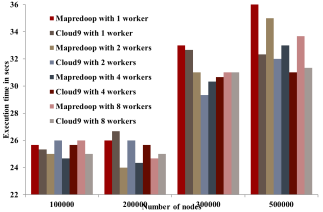 36
34
32
30
28
26
24
22
Execution time in secs
Mapredoop with 1 worker
Cloud9 with 1 worker
Mapredoop with 2 workers
Cloud9 with 2 workers
Mapredoop with 4 workers
Cloud9 with 4 workers
Mapredoop with 8 workers
Cloud9 with 8 workers
100000 200000 300000 500000
Number of nodes